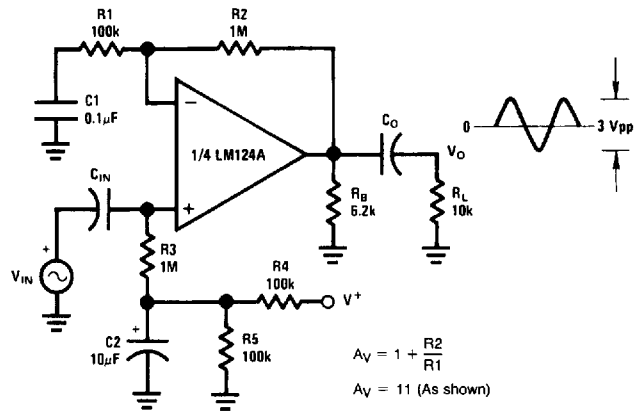 R1
100k
R2
1M
C1
0.1μF
−
1/4 LM124A
+
CO
VO
0
3 Vpp
RB
6.2k
RL
10k
CIN
+
VIN
R3
1M
R4
100k
V+
+
C2
10μF
R5
100k
AV = 1 + R2/R1
AV = 11 (As shown)